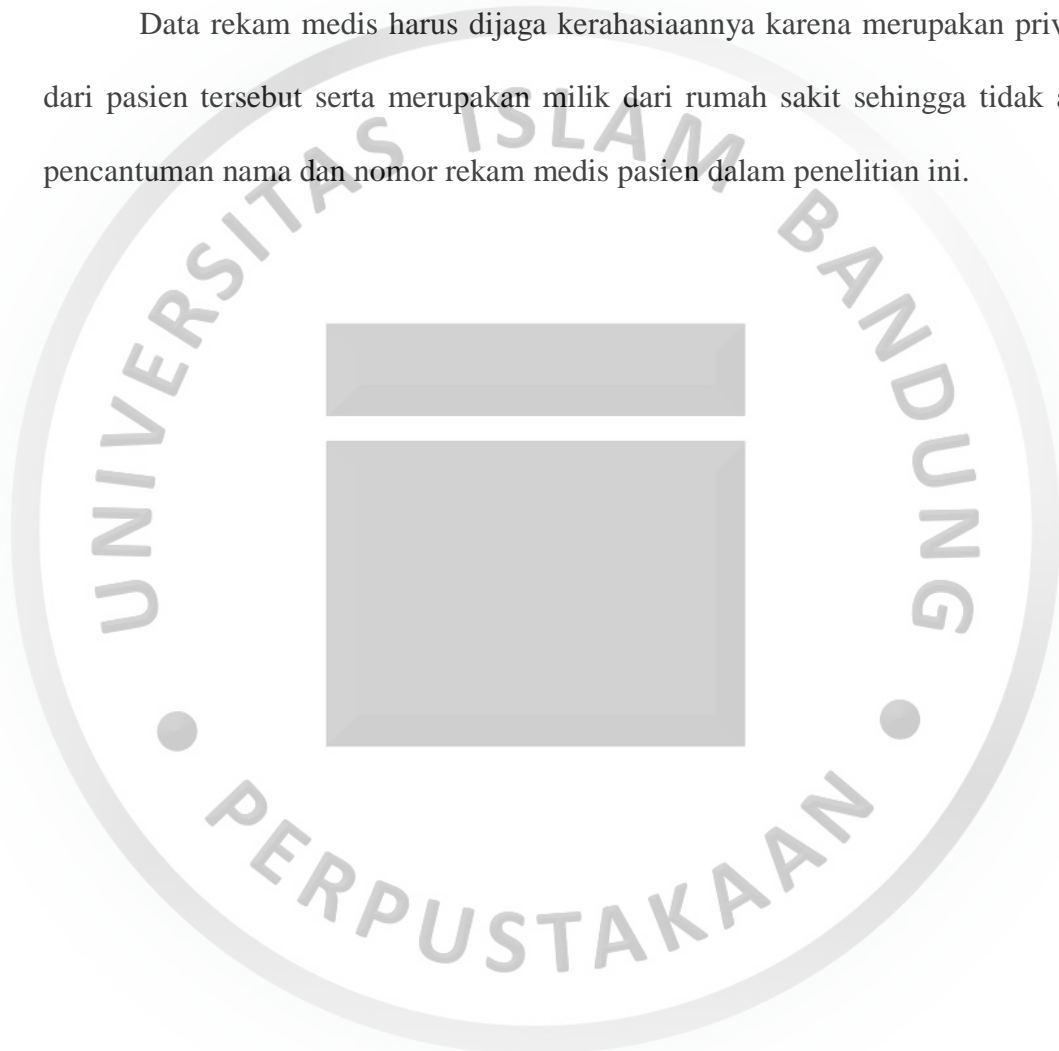 Data rekam medis harus dijaga kerahasiaannya karena merupakan
dari pasien tersebut serta merupakan milik dari rumah sakit sehingga tidak
pencantuman nama dan nomor rekam medis pasien dalam penelitian ini.
UNIVERSITAS ISLAM BANDUNG
PERPUSTAKAAN